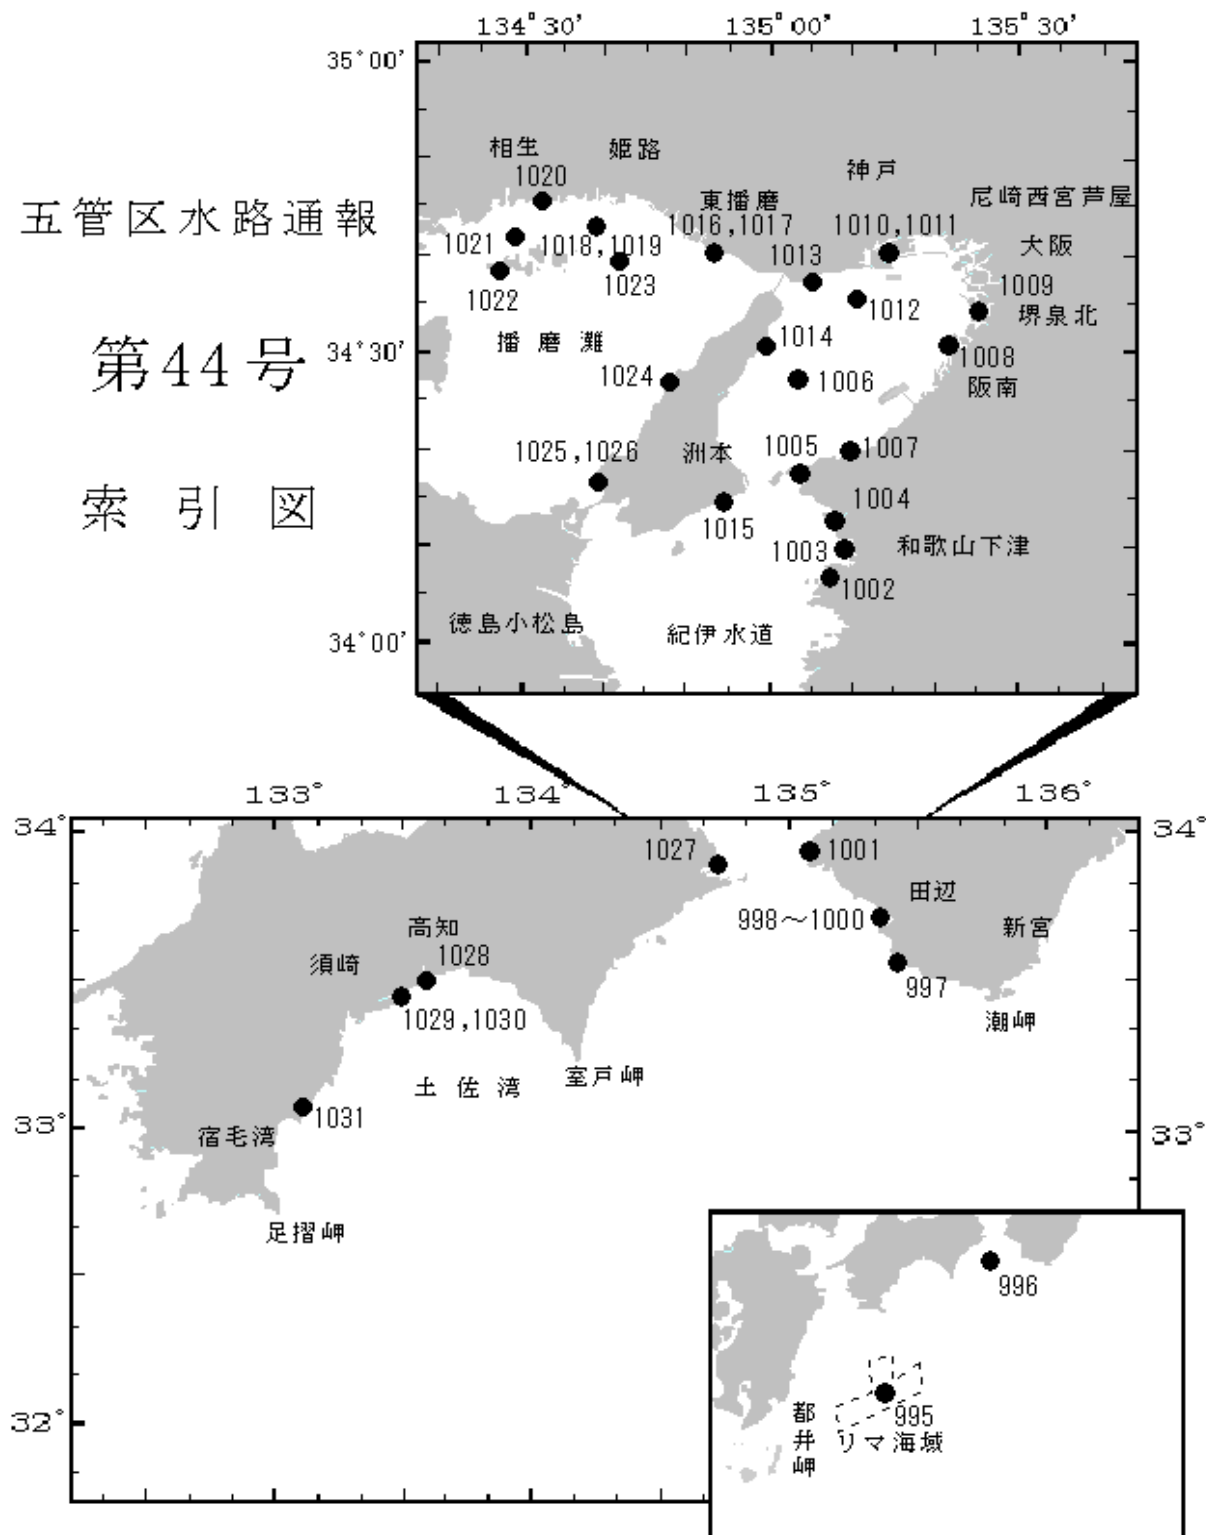 134°30' 135°00' 135°30'
35°00'
相生 姫路
神戸
1020 東播磨 尼崎西宮芦屋
五管区水路通報
1016,1017 1010,1011
大阪
1021 1018,1019 1013
1023 1009
1022 1012 堺泉北
播磨灘 1014
第44号 34°30' 1008
1024 1006 阪南
1025,1026 洲本 1005 1007
索引図 1004
1015 1003 和歌山下津
1002
徳島小松島 紀伊水道
34°00'
133° 134° 135° 136°
34° 34°
1027 1001
田辺
998～1000 新宮
高知
1028
須崎
997
1029,1030 潮岬
土佐湾 室戸岬
1031
33° 33°
宿毛湾
足摺岬
996
995
32° 都井岬 リマ海域